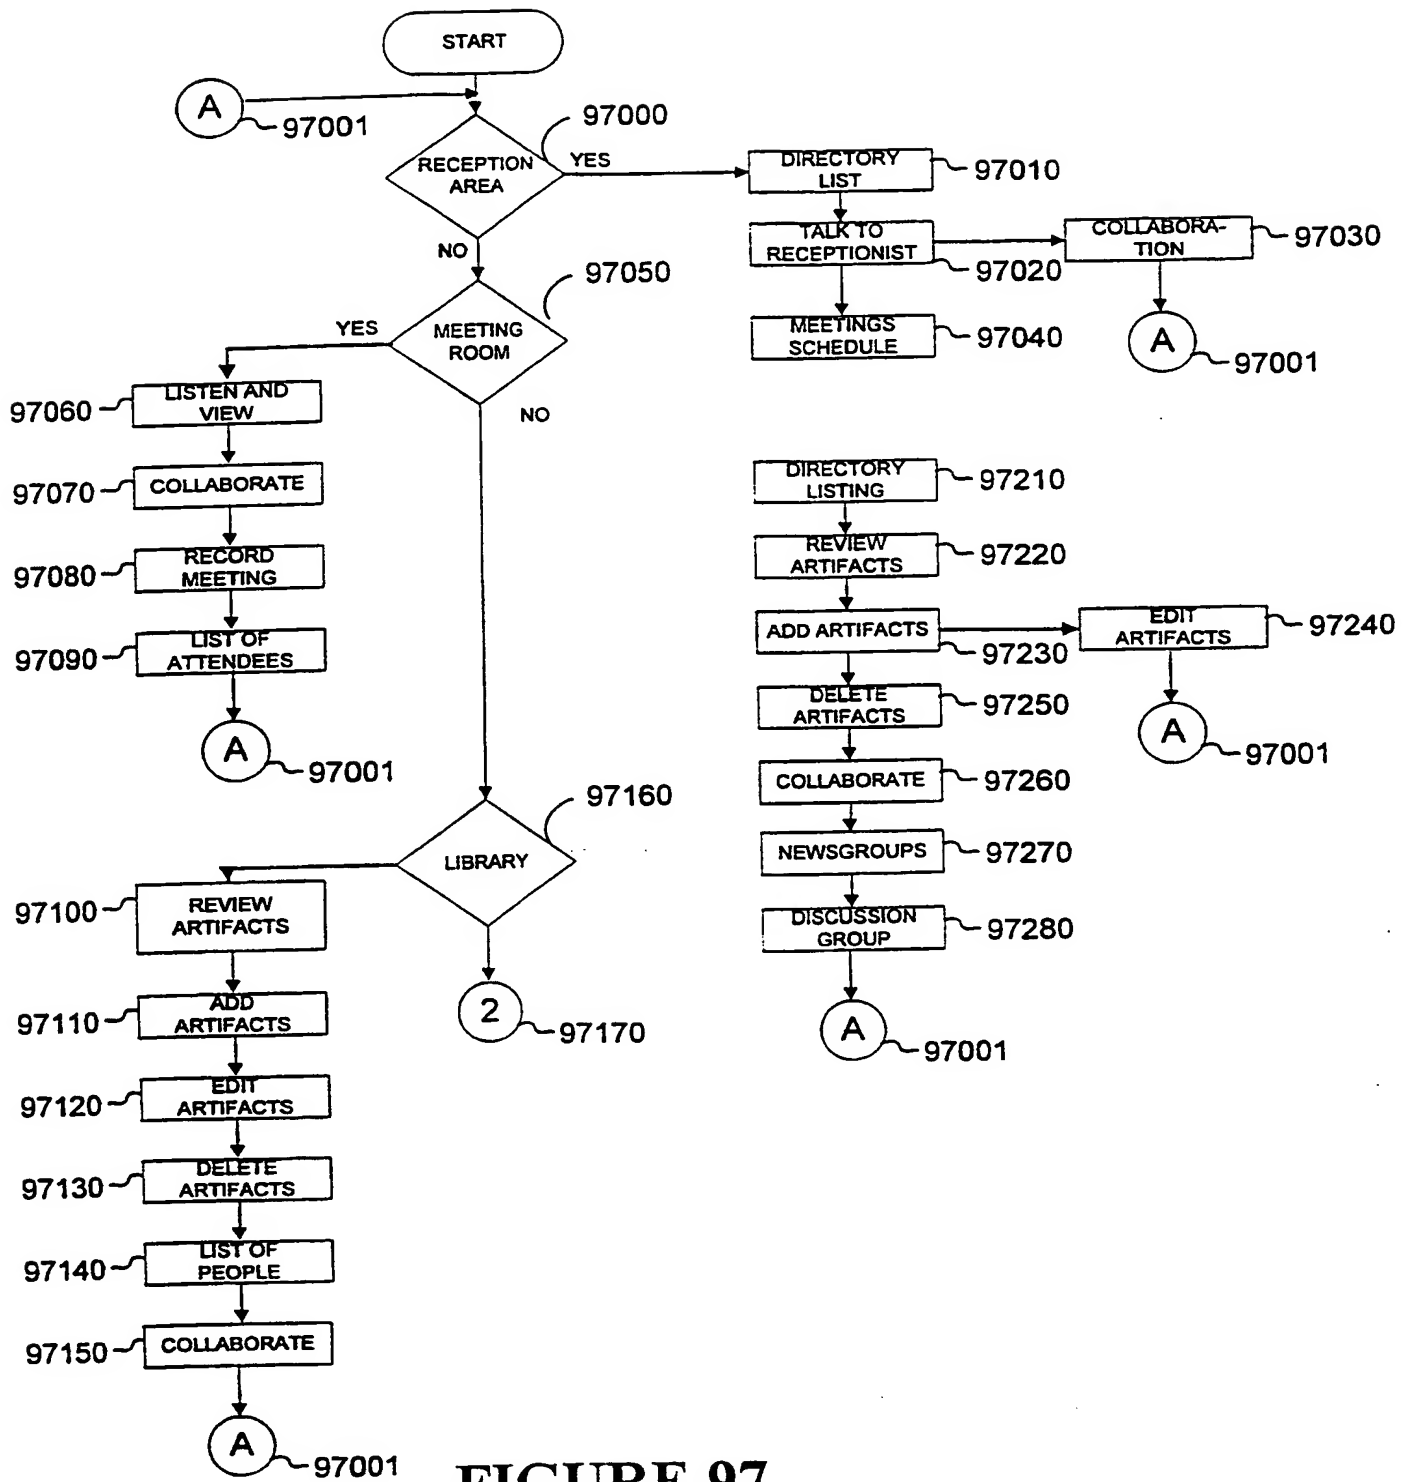 START
A
97001
97000
RECEPTION
AREA
YES
NO
DIRECTORY
LIST
97010
TALK TO
RECEPTIONIST
97020
COLLABORA-
TION
97030
MEETINGS
SCHEDULE
97040
A
97001
97050
MEETING
ROOM
YES
NO
97060
LISTEN AND
VIEW
97070
COLLABORATE
97080
RECORD
MEETING
97090
LIST OF
ATTENDEES
A
97001
97160
LIBRARY
97100
REVIEW
ARTIFACTS
97110
ADD
ARTIFACTS
97120
EDIT
ARTIFACTS
97130
DELETE
ARTIFACTS
97140
LIST OF
PEOPLE
97150
COLLABORATE
A
97001
2
97170
DIRECTORY
LISTING
97210
REVIEW
ARTIFACTS
97220
ADD ARTIFACTS
97230
EDIT
ARTIFACTS
97240
A
97001
DELETE
ARTIFACTS
97250
COLLABORATE
97260
NEWSGROUPS
97270
DISCUSSION
GROUP
97280
A
97001
FIGURE 97